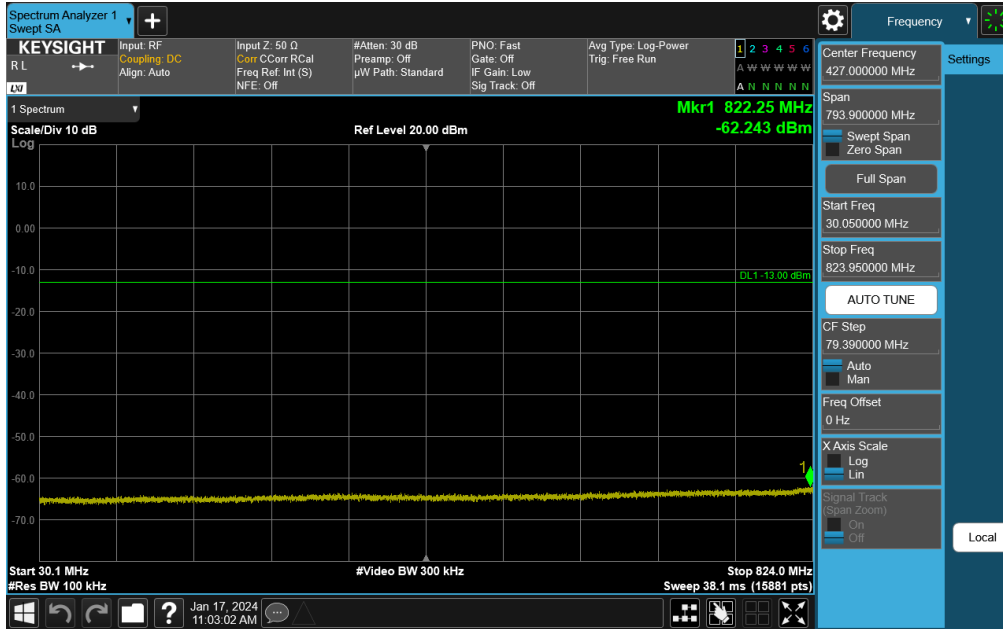 Spectrum Analyzer 1
Swept SA
Frequency
KEYSIGHT
R L
LXI
Input: RF
Coupling: DC
Align: Auto
Input Z: 50 Ω
Corr CCorr RCal
Freq Ref: Int (S)
NFE: Off
#Atten: 30 dB
Preamp: Off
µW Path: Standard
PNO: Fast
Gate: Off
IF Gain: Low
Sig Track: Off
Avg Type: Log-Power
Trig: Free Run
1 2 3 4 5 6
A W W W W W
A N N N N N
1 Spectrum
Scale/Div 10 dB
Log
Ref Level 20.00 dBm
Mkr1 822.25 MHz
-62.243 dBm
10.0
0.00
-10.0
-20.0
-30.0
-40.0
-50.0
-60.0
-70.0
DL1 -13.00 dBm
1
Start 30.1 MHz
#Res BW 100 kHz
#Video BW 300 kHz
Stop 824.0 MHz
Sweep 38.1 ms (15881 pts)
?
Jan 17, 2024
11:03:02 AM
Center Frequency
427.000000 MHz
Span
793.900000 MHz
Swept Span
Zero Span
Full Span
Start Freq
30.050000 MHz
Stop Freq
823.950000 MHz
AUTO TUNE
CF Step
79.390000 MHz
Auto
Man
Freq Offset
0 Hz
X Axis Scale
Log
Lin
Signal Track
(Span Zoom)
On
Off
Settings
Local